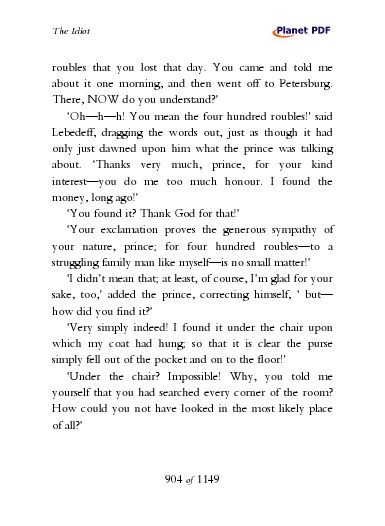 The Idiot
Planet PDF
roubles that you lost that day. You came and told me
about it one morning, and then went off to Petersburg.
There, NOW do you understand?'
'Oh—h—h! You mean the four hundred roubles!' said
Lebedeff, dragging the words out, just as though it had
only just dawned upon him what the prince was talking
about. 'Thanks very much, prince, for your kind
interest—you do me too much honour. I found the
money, long ago!'
'You found it? Thank God for that!'
'Your exclamation proves the generous sympathy of
your nature, prince; for four hundred roubles—to a
struggling family man like myself—is no small matter!'
'I didn't mean that; at least, of course, I'm glad for your
sake, too,' added the prince, correcting himself, ' but—
how did you find it?'
'Very simply indeed! I found it under the chair upon
which my coat had hung; so that it is clear the purse
simply fell out of the pocket and on to the floor!'
'Under the chair? Impossible! Why, you told me
yourself that you had searched every corner of the room?
How could you not have looked in the most likely place
of all?'
904 of 1149